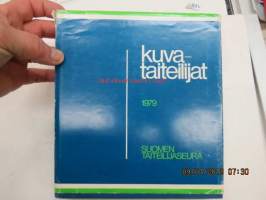 kuva-
taiteilijat
1979
SUOMEN
TAITEILIJASEURA